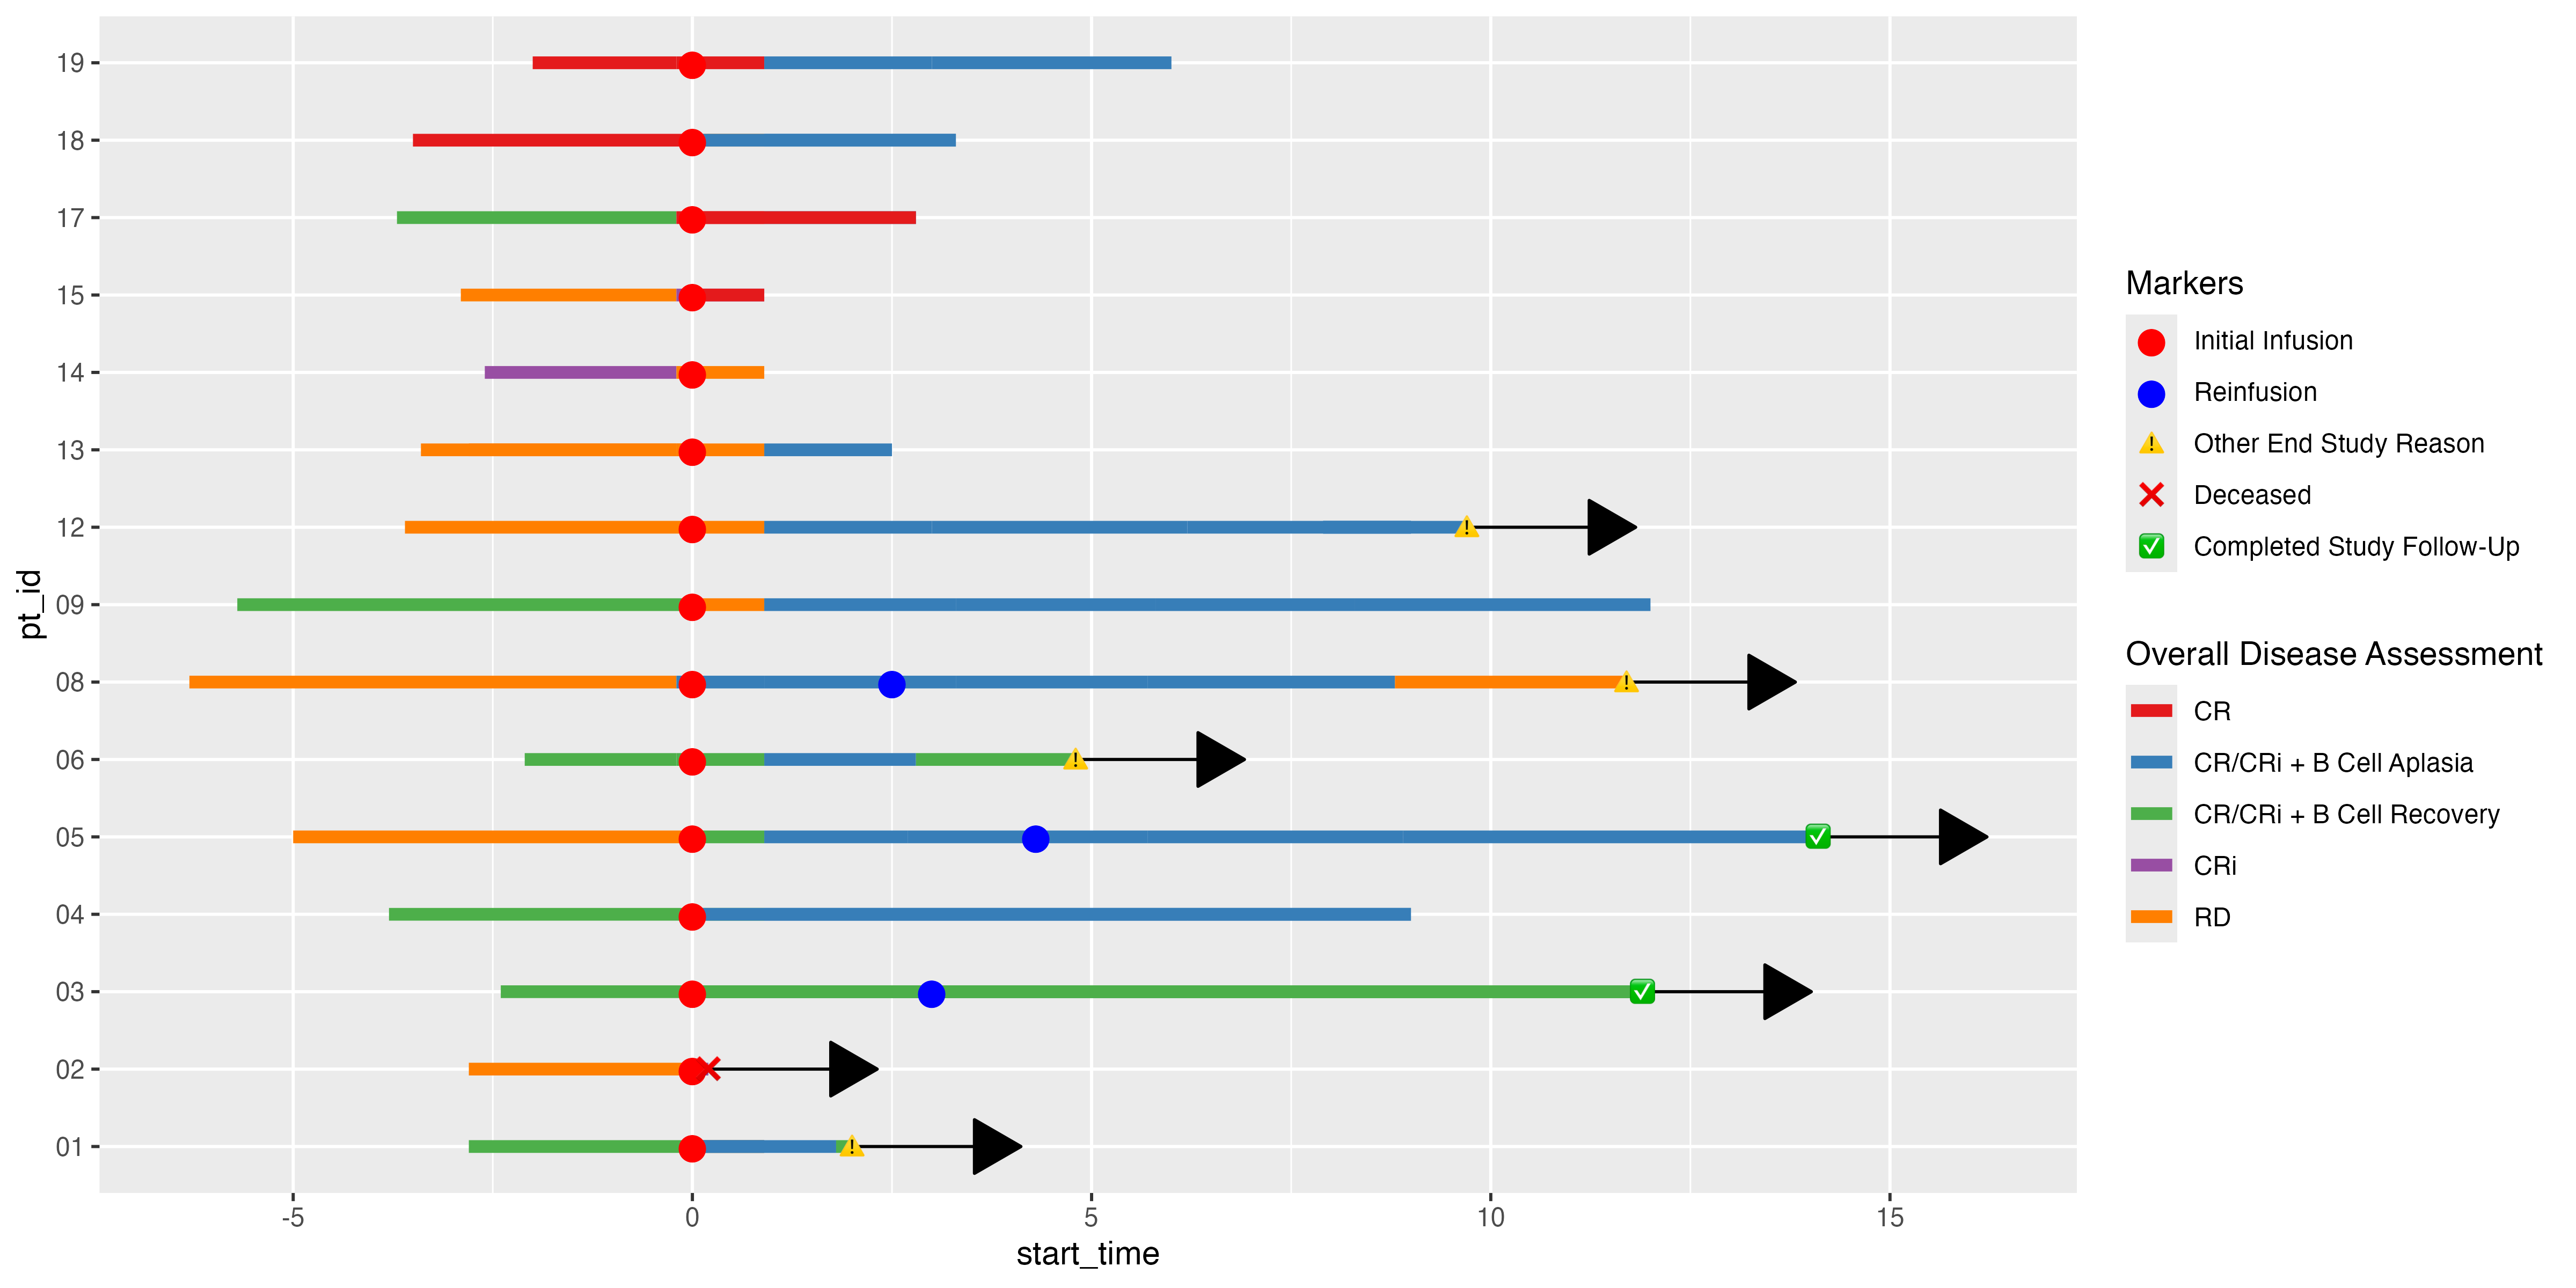 19
18
17
15
14
13
12
09
08
06
05
04
03
02
01
pt_id
-5
0
5
10
15
start_time
Markers
Initial Infusion
Reinfusion
Other End Study Reason
Deceased
Completed Study Follow-Up
Overall Disease Assessment
CR
CR/CRi + B Cell Aplasia
CR/CRi + B Cell Recovery
CRi
RD